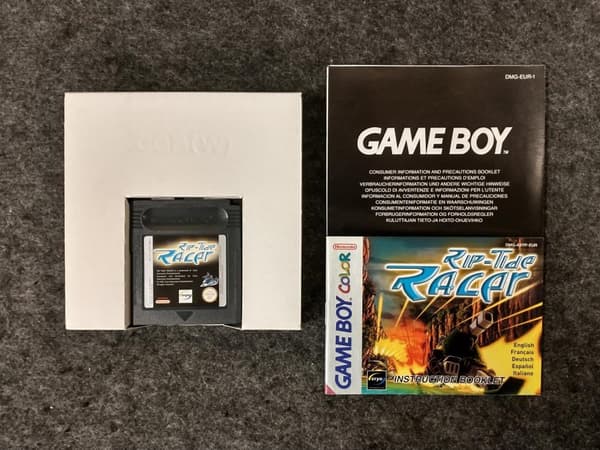 Rip-Tide
Racer
DMG-EUR-1
GAME BOY™
CONSUMER INFORMATION AND PRECAUTIONS BOOKLET
INFORMATIONS ET PRECAUTIONS D'EMPLOI
VERBRAUCHERINFORMATION UND ANDERE WICHTIGE HINWEISE
OPUSCOLO DI AVVERTENZE E INFORMAZIONI PER L'UTENTE
INFORMACION AL CONSUMIDOR Y MANUAL DE PRECAUCIONES
CONSUMENTENINFORMATIE EN WAARSCHUWINGEN
KONSUMENTINFORMATION OCH SKÖTSELANVISNINGAR
FORBRUGERINFORMATION OG FORHOLDSREGLER
KULUTTAJAN TIETO-JA HOITO-OHJEVIHKO
Nintendo
GAME BOY COLOR
Rip-Tide
Racer
English
Français
Deutsch
Español
Italiano
INSTRUCTION BOOKLET